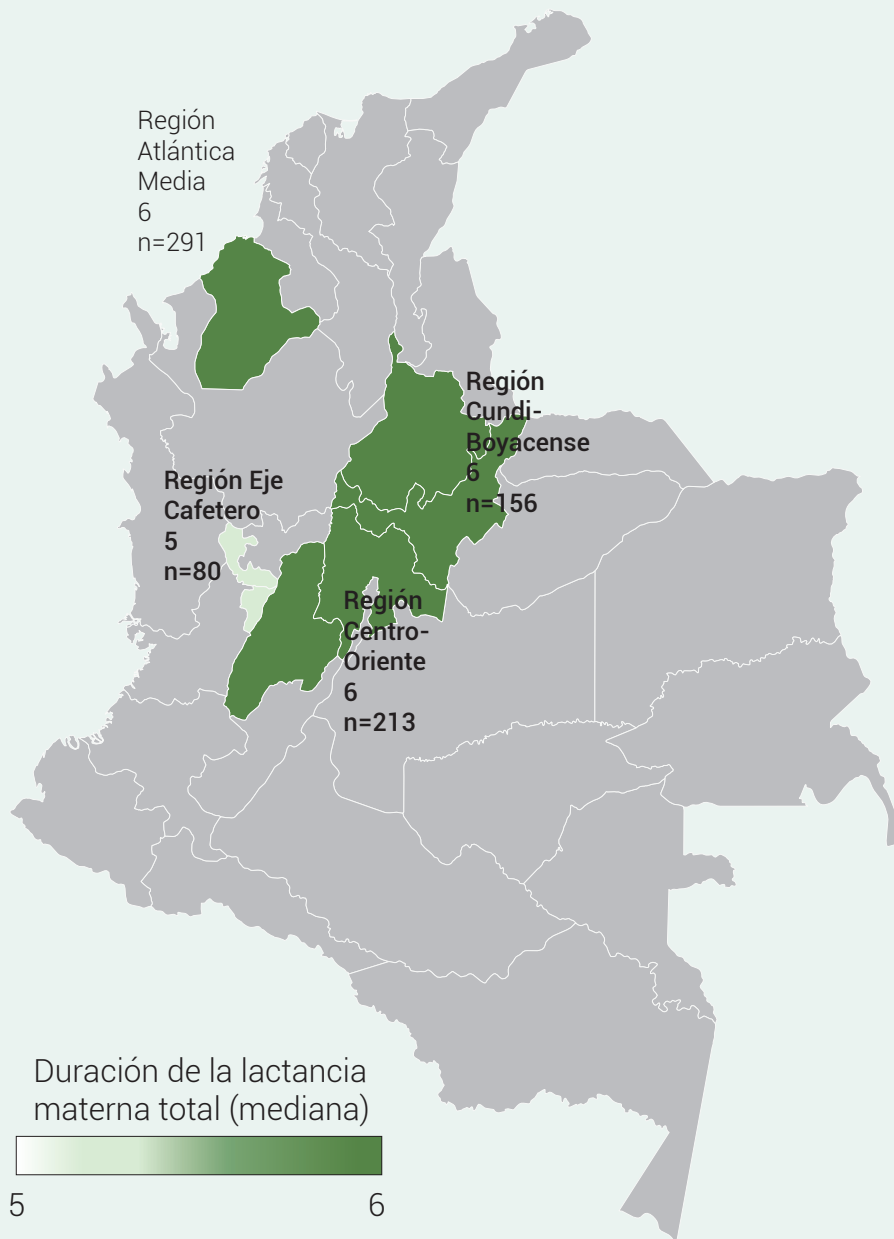 Región
Atlántica
Media
6
n=291
Región
Cundi-
Boyacense
6
n=156
Región Eje
Cafetero
5
n=80
Región
Centro-
Oriente
6
n=213
Duración de la lactancia
materna total (mediana)
5
6